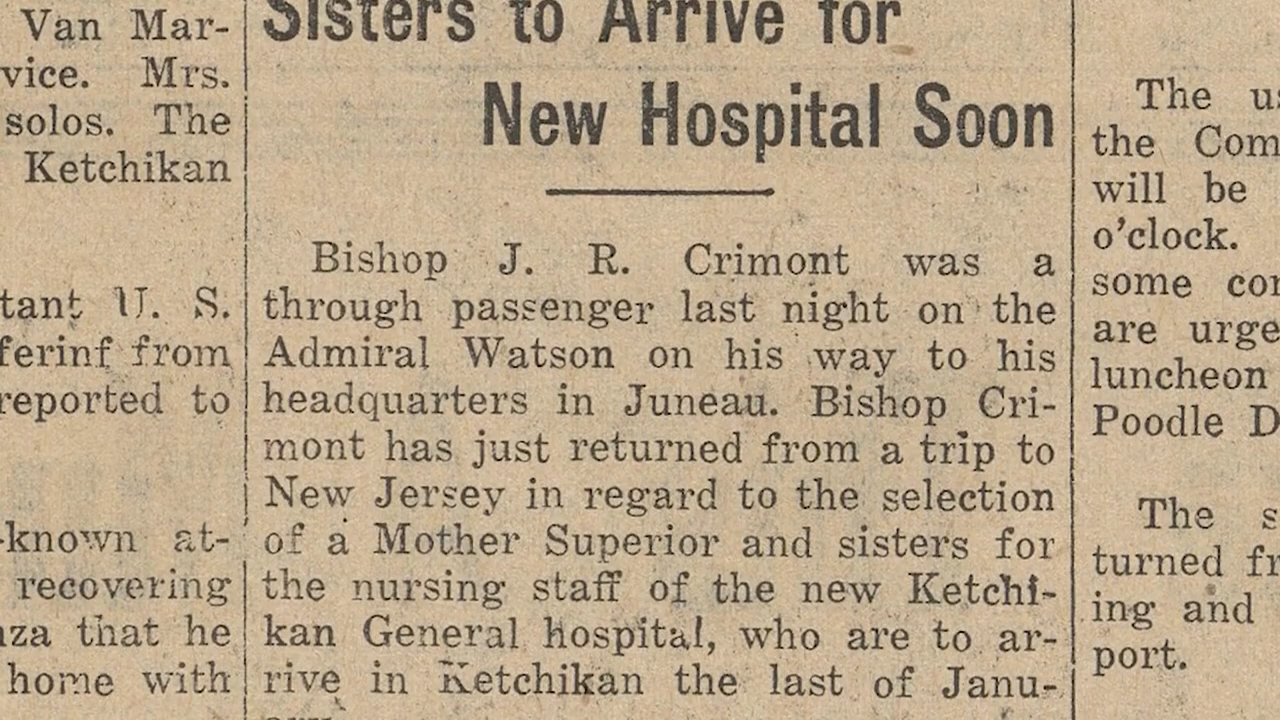 Van Mar-
vice. Mrs.
solos. The
Ketchikan
tant U. S.
ferinf from
reported to
-known at-
recovering
nza that he
home with
Sisters to Arrive for
New Hospital Soon
Bishop J. R. Crimont was a
through passenger last night on the
Admiral Watson on his way to his
headquarters in Juneau. Bishop Cri-
mont has just returned from a trip to
New Jersey in regard to the selection
of a Mother Superior and sisters for
the nursing staff of the new Ketchi-
kan General hospital, who are to ar-
rive in Ketchikan the last of Janu-
The us
the Com
will be
o'clock.
some con
are urge
luncheon
Poodle D
The s
turned fr
ing and
port.